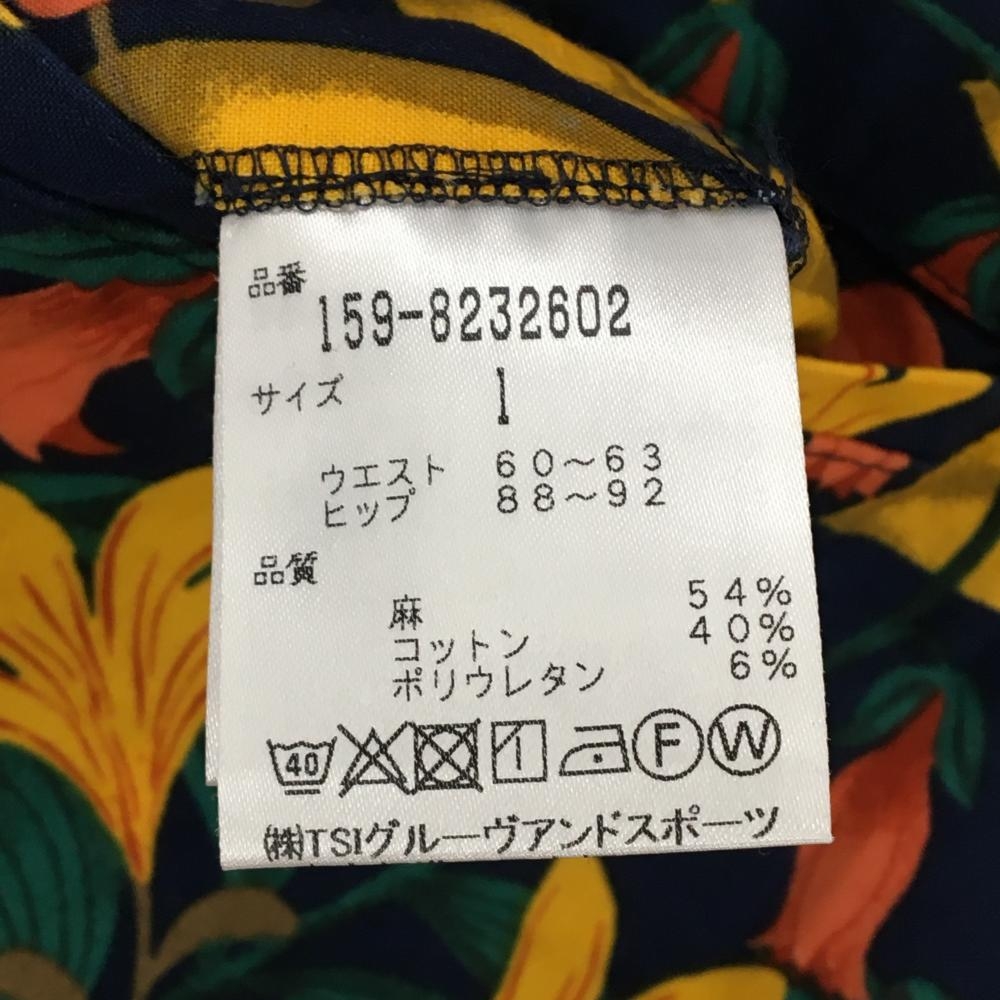 品番
159-8232602
サイズ 1
ウエスト 60～63
ヒップ 88～92
品質
麻 54%
コットン 40%
ポリウレタン 6%
40 F W
㈱TSIグルーヴアンドスポーツ